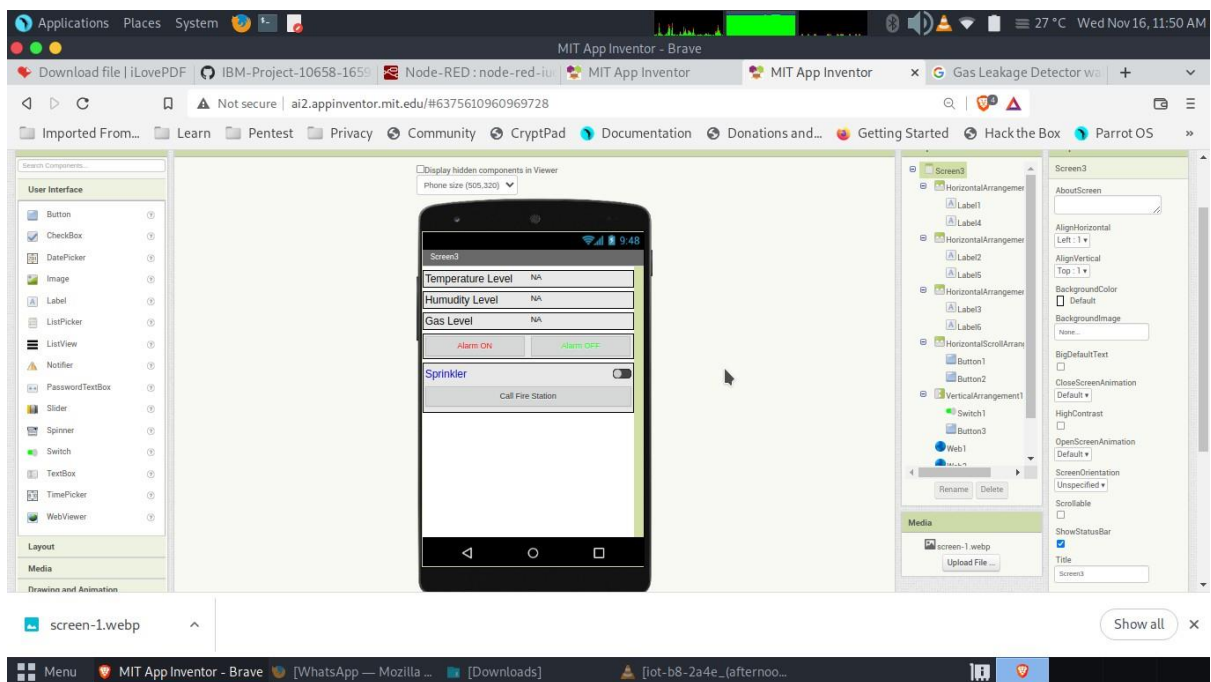 Applications Places System 27 °C Wed Nov 16, 11:50 AM
MIT App Inventor - Brave
Download file | iLovePDF IBM-Project-10658-1659 Node-RED : node-red-iu MIT App Inventor MIT App Inventor × G Gas Leakage Detector wa +
Not secure ai2.appinventor.mit.edu/#6375610960969728
Imported From... Learn Pentest Privacy Community CryptPad Documentation Donations and... Getting Started Hack the Box Parrot OS »
Search Components...
User Interface
Button
CheckBox
DatePicker
Image
Label
ListPicker
ListView
Notifier
PasswordTextBox
Slider
Spinner
Switch
TextBox
TimePicker
WebViewer
Layout
Media
Drawing and Animation
Display hidden components in Viewer
Phone size (505,320)
9:48
Screen3
Temperature Level NA
Humudity Level NA
Gas Level NA
Alarm ON Alarm OFF
Sprinkler
Call Fire Station
Screen3
HorizontalArrangemer
Label1
Label4
HorizontalArrangemer
Label2
Label5
HorizontalArrangemer
Label3
Label6
HorizontalScrollArrang
Button1
Button2
VerticalArrangement1
Switch1
Button3
Web1
Rename Delete
Media
screen-1.webp
Upload File ...
Screen3
AboutScreen
AlignHorizontal
Left : 1
AlignVertical
Top : 1
BackgroundColor
Default
BackgroundImage
None...
BigDefaultText
CloseScreenAnimation
Default
HighContrast
OpenScreenAnimation
Default
ScreenOrientation
Unspecified
Scrollable
ShowStatusBar
Title
Screen3
screen-1.webp Show all ×
Menu MIT App Inventor - Brave [WhatsApp — Mozilla ... [Downloads] [iot-b8-2a4e_(afternoo...